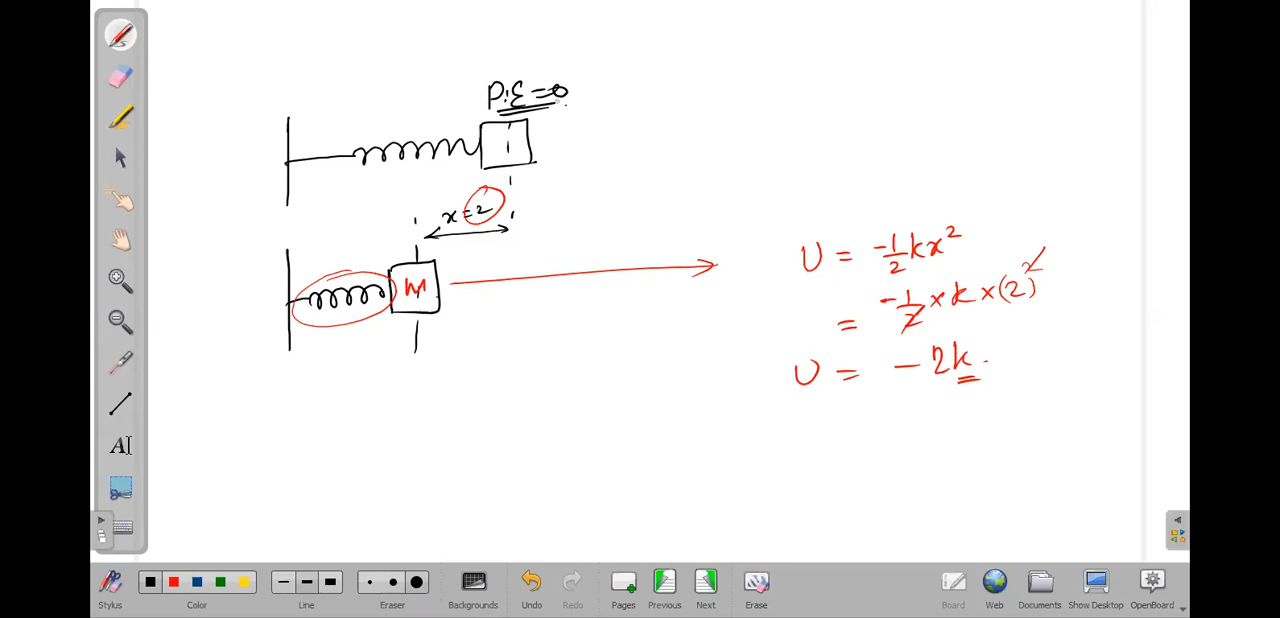 P.E = 0
x = 2
m
U = -1/2 kx²
= -1/2 × k × (2)²
U = - 2k.
A
Stylus
Color
Line
Eraser
Backgrounds
Undo
Redo
Pages
Previous
Next
Erase
Board
Web
Documents
Show Desktop
OpenBoard